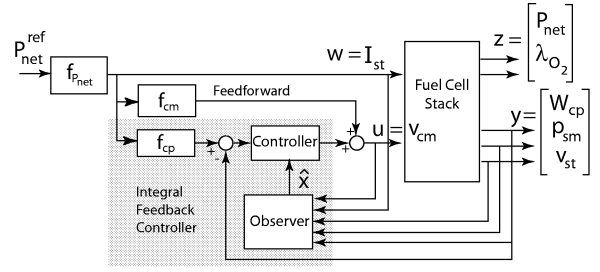 P_net^ref
f_Pnet
w = I_st
z = [P_net λ_O2]
Fuel Cell
Stack
f_cm
Feedforward
y = [W_cp p_sm v_st]
f_cp
+
-
Controller
+
+
u = v_cm
x̂
Integral
Feedback
Controller
Observer